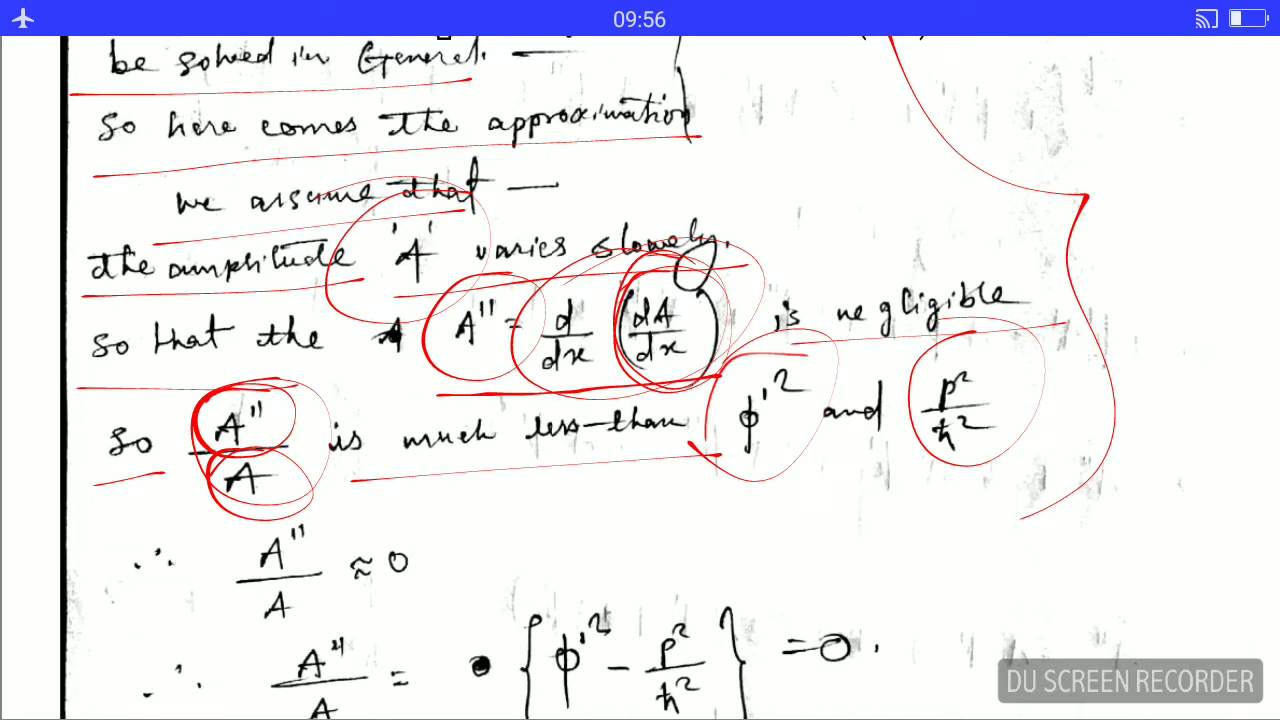 09:56
be solved in General. —
So here comes the approximation
we assume that —
the amplitude 'A' varies slowely.
So that the A'' = d/dx (dA/dx) is negligible
So A''/A is much less-than ϕ'² and p²/ħ²
∴ A''/A ≈ 0
∴ A''/A = {ϕ'² - p²/ħ²} = 0.
DU SCREEN RECORDER